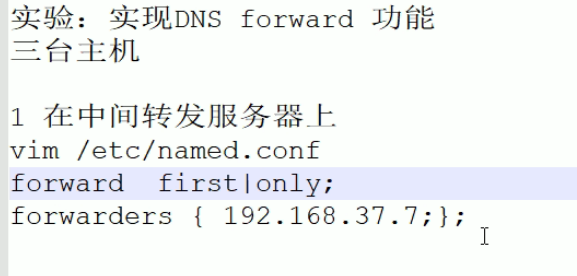 实验：实现DNS forward 功能
三台主机
1 在中间转发服务器上
vim /etc/named.conf
forward  first|only;
forwarders { 192.168.37.7;};